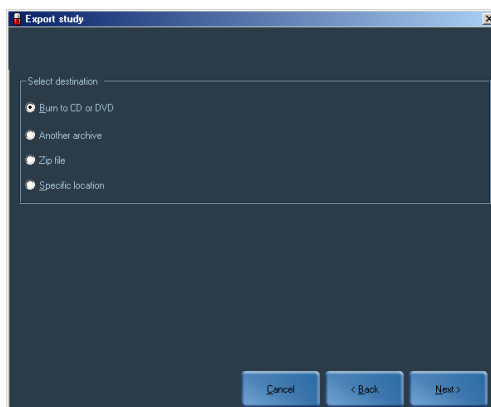 Export study
Select destination
Burn to CD or DVD
Another archive
Zip file
Specific location
Cancel
< Back
Next >